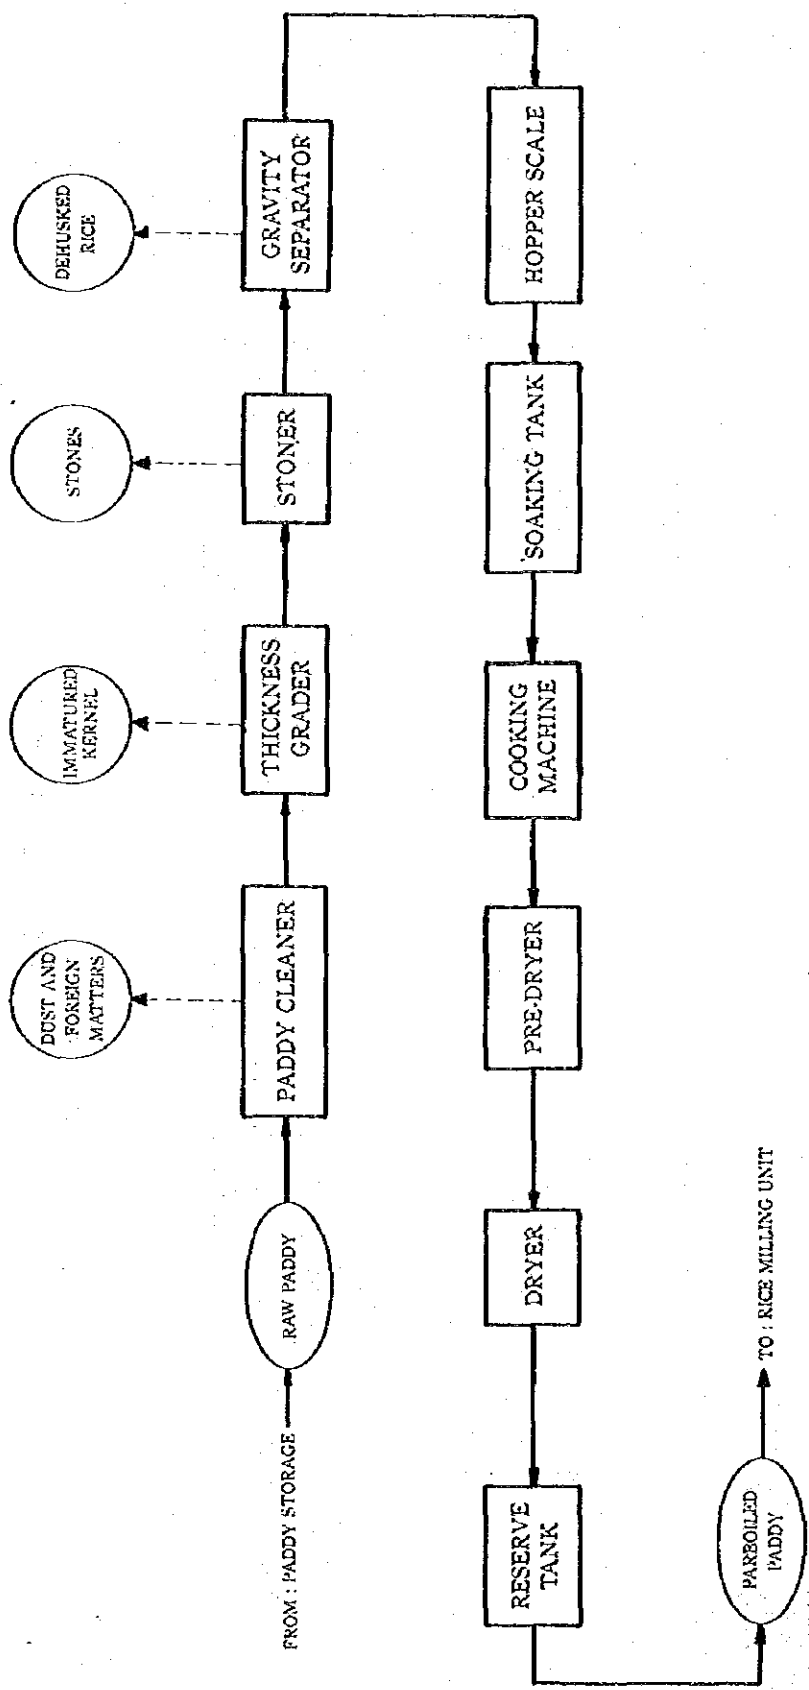 DUST AND
FOREIGN
MATTERS
IMMATURED
KERNEL
STONES
DEHUSKED
RICE
FROM : PADDY STORAGE
RAW PADDY
PADDY CLEANER
THICKNESS
GRADER
STONER
GRAVITY
SEPARATOR
HOPPER SCALE
SOAKING TANK
COOKING
MACHINE
PRE-DRYER
DRYER
RESERVE
TANK
PARBOILED
PADDY
TO : RICE MILLING UNIT